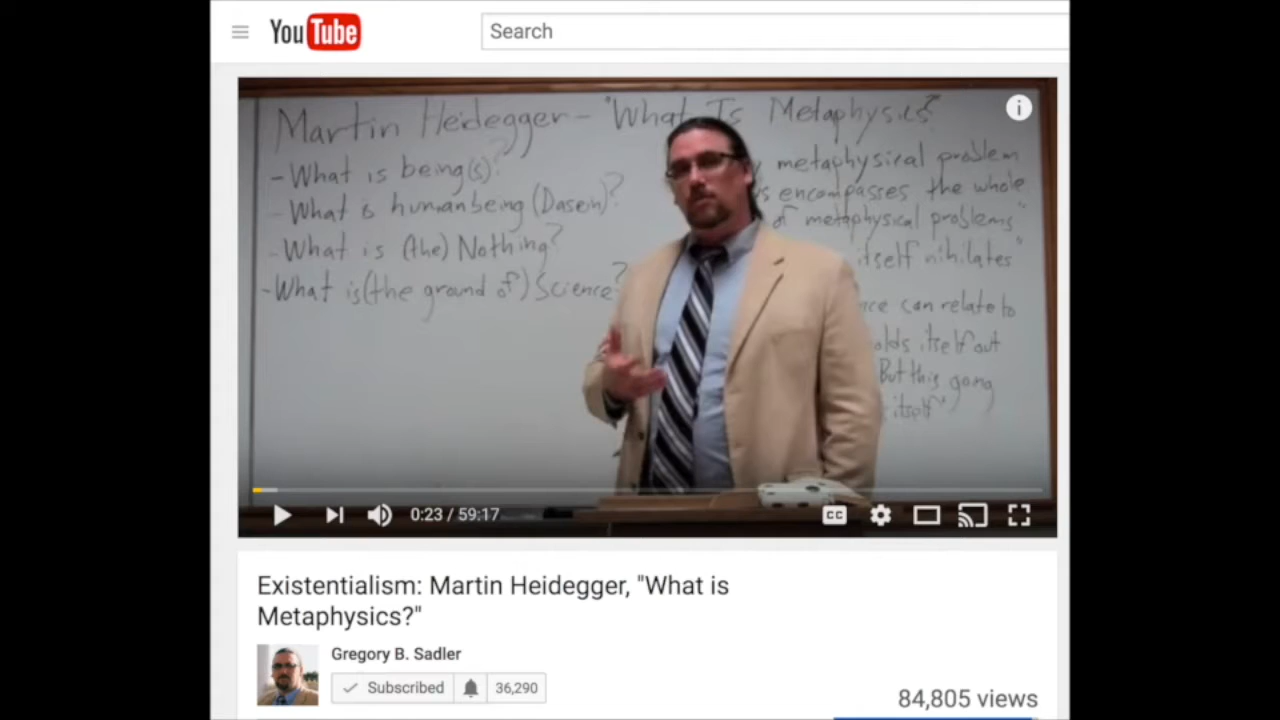 YouTube
Search
Martin Heidegger - "What Is Metaphysics?"
- What is being(s)?
- What is human being (Dasein)?
- What is (the) Nothing?
- What is (the ground of) Science?
metaphysical problem
encompasses the whole
of metaphysical problems"
itself nihilates"
can relate to
itself out
But this going
itself"
i
0:23 / 59:17
CC
Existentialism: Martin Heidegger, "What is
Metaphysics?"
Gregory B. Sadler
Subscribed 36,290
84,805 views